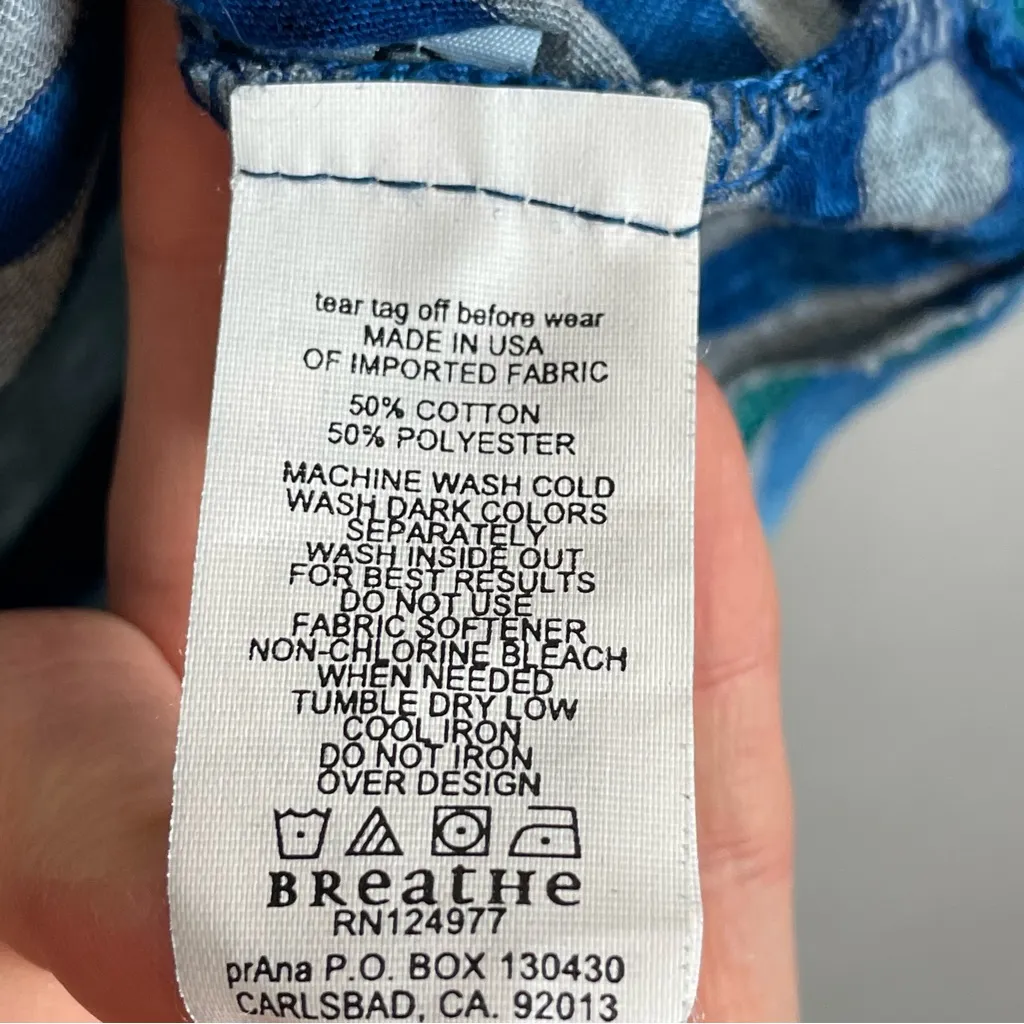 tear tag off before wear
MADE IN USA
OF IMPORTED FABRIC
50% COTTON
50% POLYESTER
MACHINE WASH COLD
WASH DARK COLORS
SEPARATELY
WASH INSIDE OUT
FOR BEST RESULTS
DO NOT USE
FABRIC SOFTENER
NON-CHLORINE BLEACH
WHEN NEEDED
TUMBLE DRY LOW
COOL IRON
DO NOT IRON
OVER DESIGN
BReatHe
RN124977
prAna P.O. BOX 130430
CARLSBAD, CA. 92013